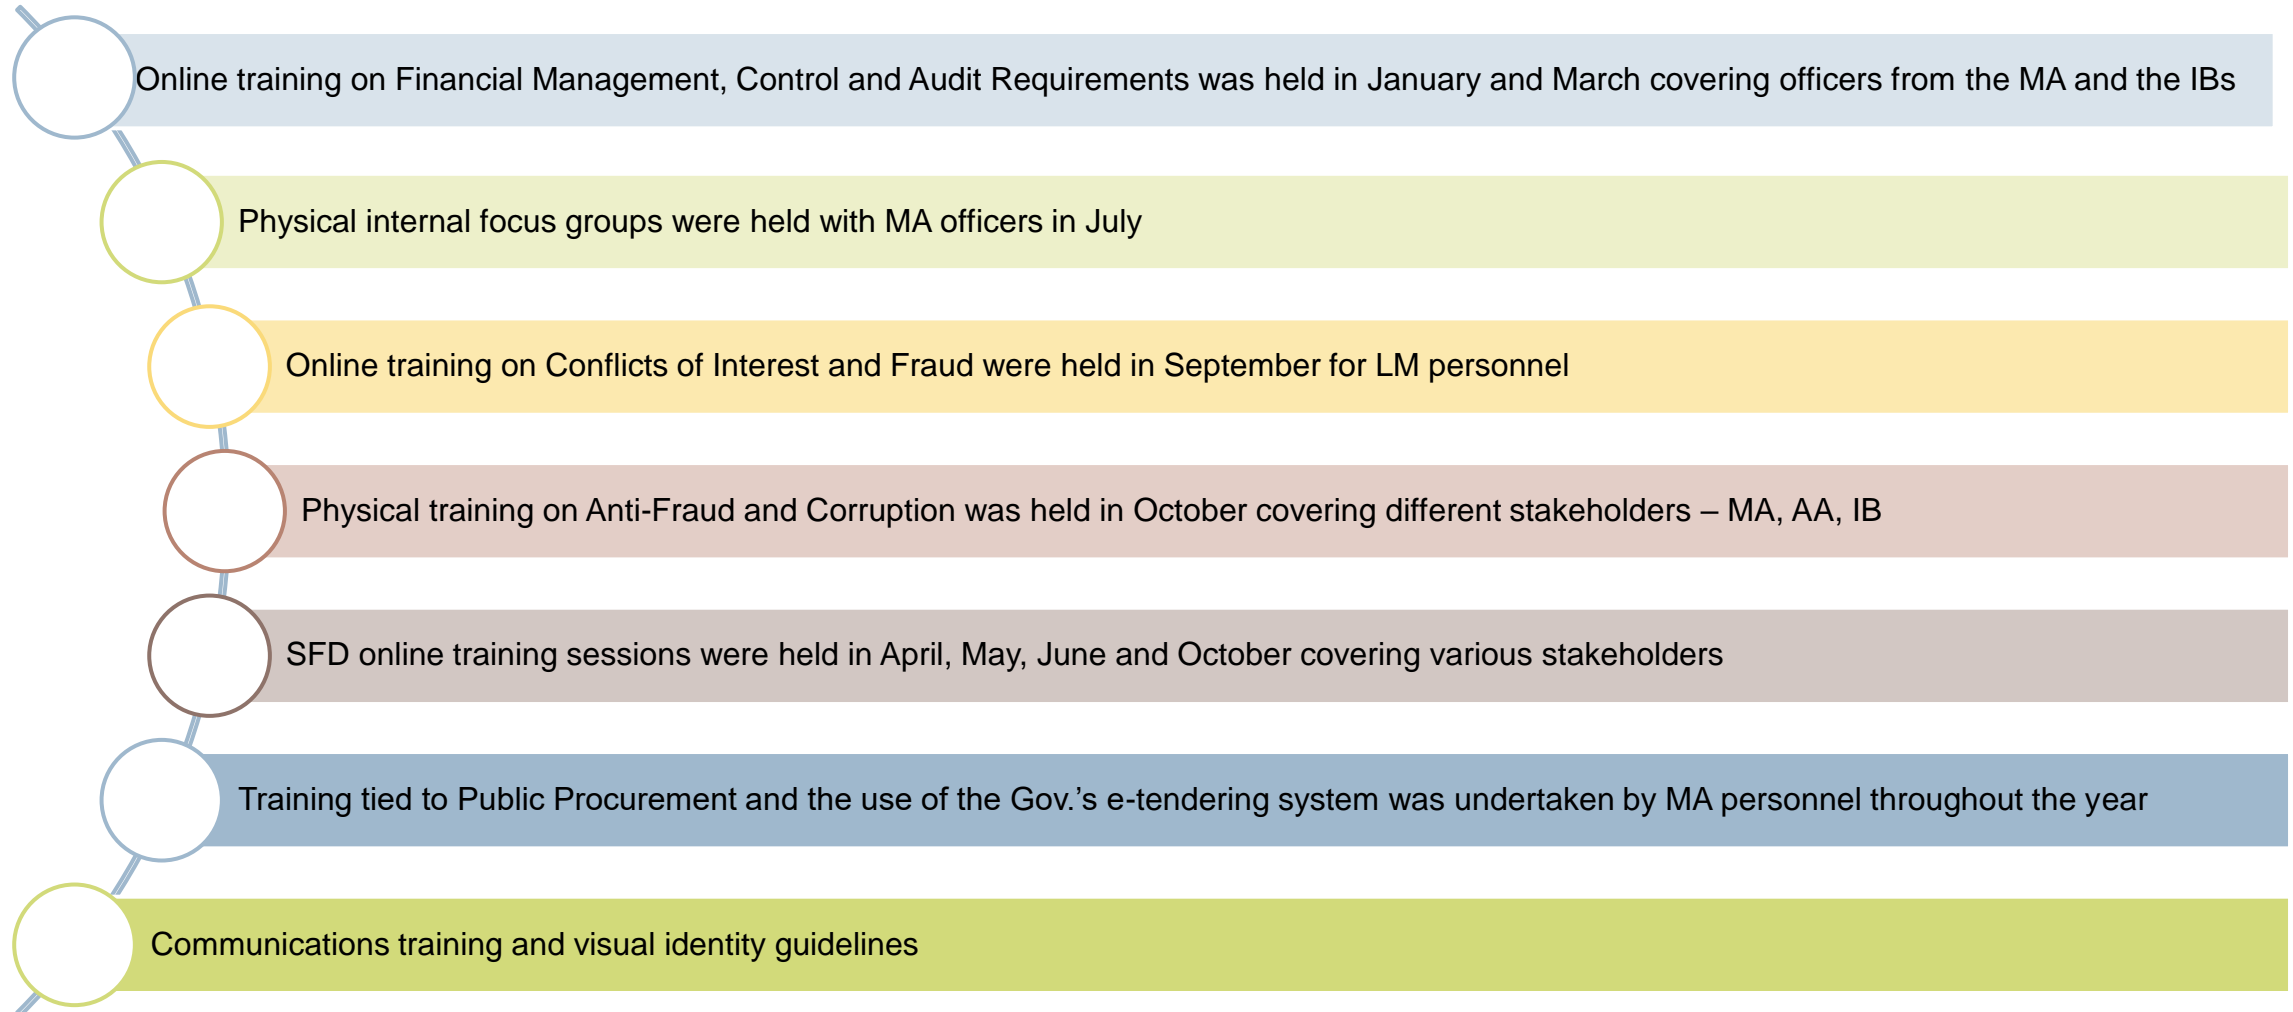 Online training on Financial Management, Control and Audit Requirements was held in January and March covering officers from the MA and the IBs
Physical internal focus groups were held with MA officers in July
Online training on Conflicts of Interest and Fraud were held in September for LM personnel
Physical training on Anti-Fraud and Corruption was held in October covering different stakeholders – MA, AA, IB
SFD online training sessions were held in April, May, June and October covering various stakeholders
Training tied to Public Procurement and the use of the Gov.’s e-tendering system was undertaken by MA personnel throughout the year
Communications training and visual identity guidelines